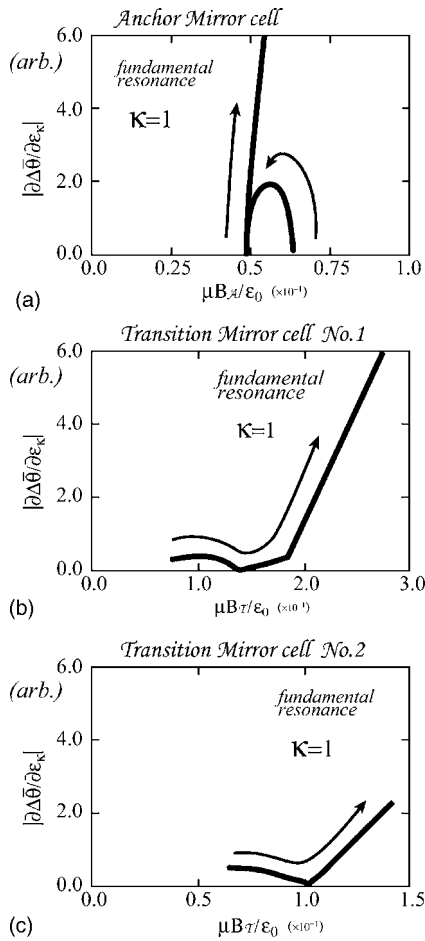 Anchor Mirror cell
6.0
(arb.)
fundamental
resonance
κ=1
4.0
2.0
0.0
|∂Δθ̄/∂εκ|
0.0
0.25
0.5
0.75
1.0
μB𝒜/ε₀ (×10⁻¹)
(a)
Transition Mirror cell No.1
6.0
(arb.)
fundamental
resonance
κ=1
4.0
2.0
0.0
|∂Δθ̄/∂εκ|
0.0
1.0
2.0
3.0
μB𝒯/ε₀ (×10⁻¹)
(b)
Transition Mirror cell No.2
6.0
(arb.)
fundamental
resonance
κ=1
4.0
2.0
0.0
|∂Δθ̄/∂εκ|
0.0
0.5
1.0
1.5
μB𝒯/ε₀ (×10⁻¹)
(c)